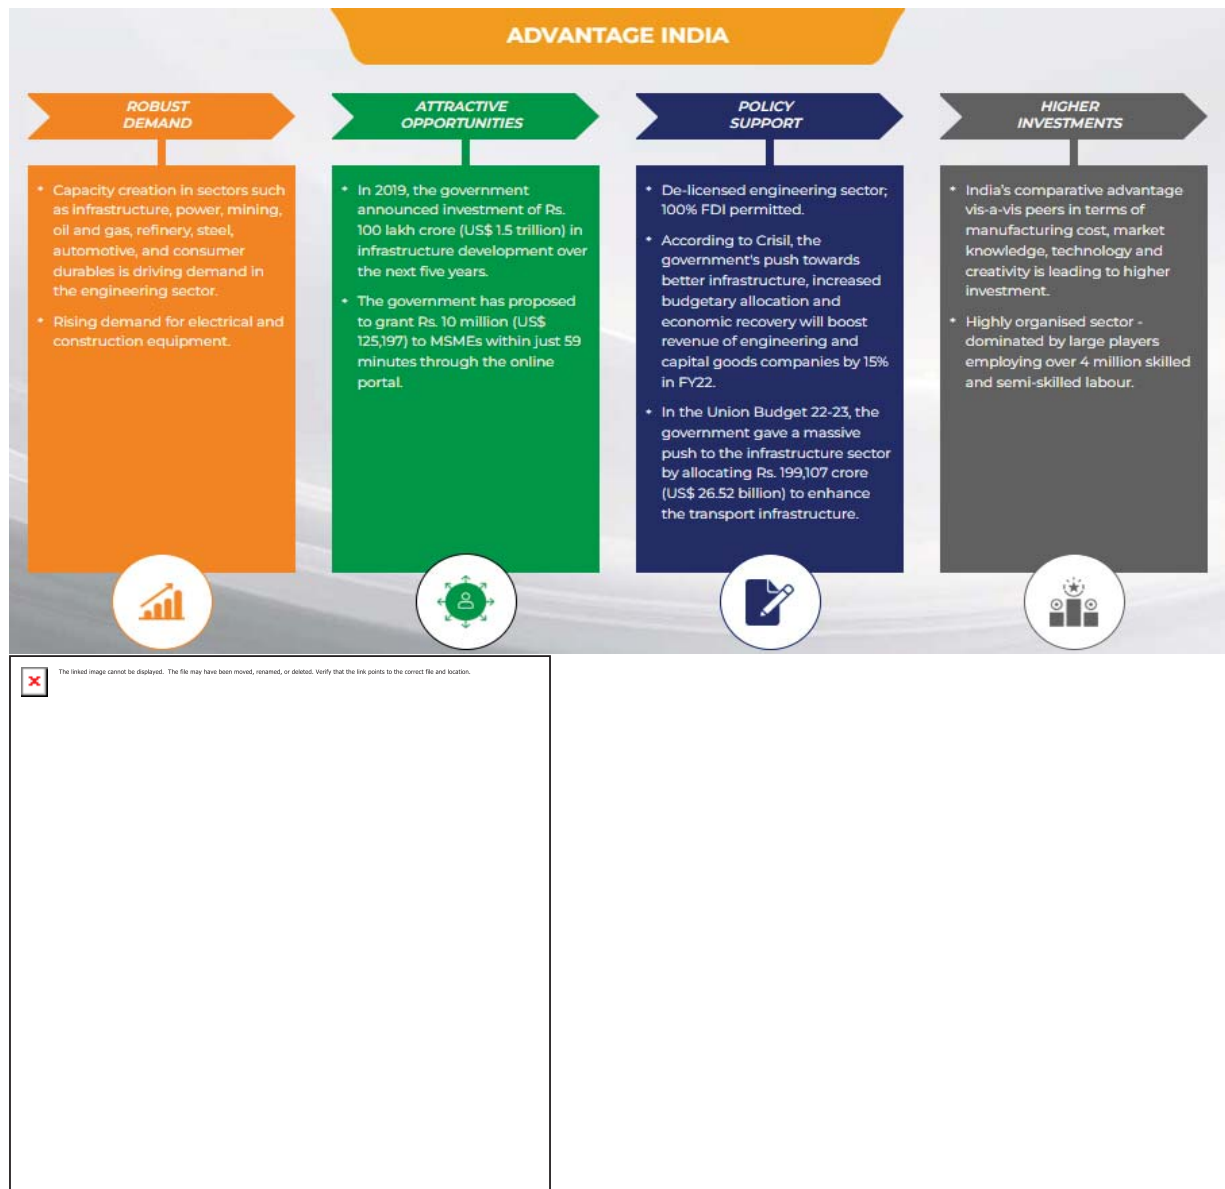 ADVANTAGE INDIA
ROBUST
DEMAND
• Capacity creation in sectors such
as infrastructure, power, mining,
oil and gas, refinery, steel,
automotive, and consumer
durables is driving demand in
the engineering sector.
• Rising demand for electrical and
construction equipment.
ATTRACTIVE
OPPORTUNITIES
• In 2019, the government
announced investment of Rs.
100 lakh crore (US$ 1.5 trillion) in
infrastructure development over
the next five years.
• The government has proposed
to grant Rs. 10 million (US$
125,197) to MSMEs within just 59
minutes through the online
portal.
POLICY
SUPPORT
• De-licensed engineering sector;
100% FDI permitted.
• According to Crisil, the
government's push towards
better infrastructure, increased
budgetary allocation and
economic recovery will boost
revenue of engineering and
capital goods companies by 15%
in FY22.
• In the Union Budget 22-23, the
government gave a massive
push to the infrastructure sector
by allocating Rs. 199,107 crore
(US$ 26.52 billion) to enhance
the transport infrastructure.
HIGHER
INVESTMENTS
• India's comparative advantage
vis-a-vis peers in terms of
manufacturing cost, market
knowledge, technology and
creativity is leading to higher
investment.
• Highly organised sector -
dominated by large players
employing over 4 million skilled
and semi-skilled labour.
The linked image cannot be displayed. The file may have been moved, renamed, or deleted. Verify that the link points to the correct file and location.